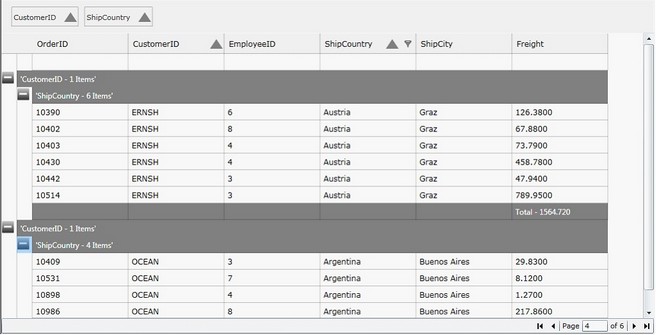 CustomerID ShipCountry
OrderID CustomerID EmployeeID ShipCountry ShipCity Freight
'CustomerID - 1 Items'
'ShipCountry - 6 Items'
10390 ERNSH 6 Austria Graz 126.3800
10402 ERNSH 8 Austria Graz 67.8800
10403 ERNSH 4 Austria Graz 73.7900
10430 ERNSH 4 Austria Graz 458.7800
10442 ERNSH 3 Austria Graz 47.9400
10514 ERNSH 3 Austria Graz 789.9500
Total - 1564.720
'CustomerID - 1 Items'
'ShipCountry - 4 Items'
10409 OCEAN 3 Argentina Buenos Aires 29.8300
10531 OCEAN 7 Argentina Buenos Aires 8.1200
10898 OCEAN 4 Argentina Buenos Aires 1.2700
10986 OCEAN 8 Argentina Buenos Aires 217.8600
Page 4 of 6